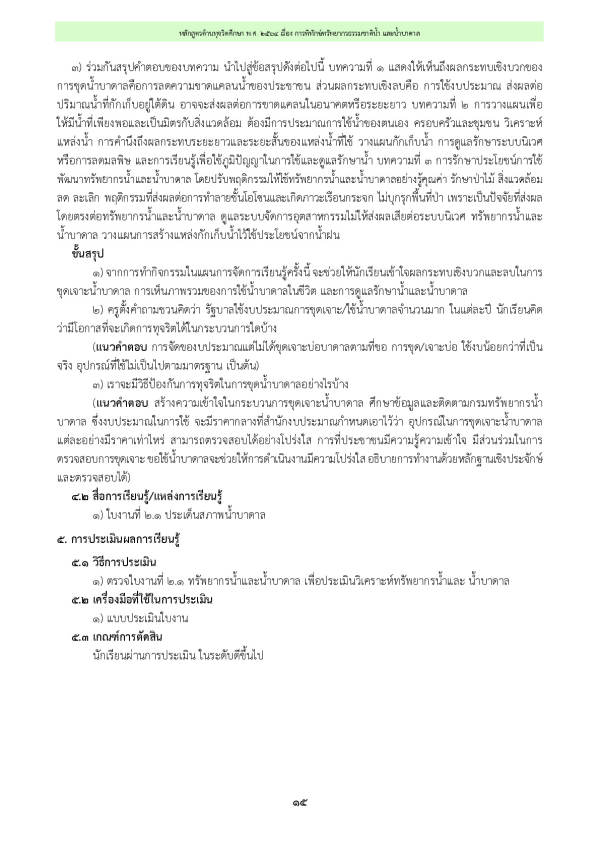 หลักสูตรต้านทุจริตศึกษา พ.ศ. ๒๕๖๔ เรื่อง การพิทักษ์ทรัพยากรธรรมชาติน้ำ และน้ำบาดาล
๓) ร่วมกันสรุปคำตอบของบทความ นำไปสู่ข้อสรุปดังต่อไปนี้ บทความที่ ๑ แสดงให้เห็นถึงผลกระทบเชิงบวกของ
การขุดน้ำบาดาลคือการลดความขาดแคลนน้ำของประชาชน ส่วนผลกระทบเชิงลบคือ การใช้งบประมาณ ส่งผลต่อ
ปริมาณน้ำที่กักเก็บอยู่ใต้ดิน อาจจะส่งผลต่อการขาดแคลนในอนาคตหรือระยะยาว บทความที่ ๒ การวางแผนเพื่อ
ให้มีน้ำที่เพียงพอและเป็นมิตรกับสิ่งแวดล้อม ต้องมีการประมาณการใช้น้ำของตนเอง ครอบครัวและชุมชน วิเคราะห์
แหล่งน้ำ การคำนึงถึงผลกระทบระยะยาวและระยะสั้นของแหล่งน้ำที่ใช้ วางแผนกักเก็บน้ำ การดูแลรักษาระบบนิเวศ
หรือการลดมลพิษ และการเรียนรู้เพื่อใช้ภูมิปัญญาในการใช้และดูแลรักษาน้ำ บทความที่ ๓ การรักษาประโยชน์การใช้
พัฒนาทรัพยากรน้ำและน้ำบาดาล โดยปรับพฤติกรรมให้ใช้ทรัพยากรน้ำและน้ำบาดาลอย่างรู้คุณค่า รักษาป่าไม้ สิ่งแวดล้อม
ลด ละเลิก พฤติกรรมที่ส่งผลต่อการทำลายชั้นโอโซนและเกิดภาวะเรือนกระจก ไม่บุกรุกพื้นที่ป่า เพราะเป็นปัจจัยที่ส่งผล
โดยตรงต่อทรัพยากรน้ำและน้ำบาดาล ดูแลระบบจัดการอุตสาหกรรมไม่ให้ส่งผลเสียต่อระบบนิเวศ ทรัพยากรน้ำและ
น้ำบาดาล วางแผนการสร้างแหล่งกักเก็บน้ำไว้ใช้ประโยชน์จากน้ำฝน
ขั้นสรุป
๑) จากการทำกิจกรรมในแผนการจัดการเรียนรู้ครั้งนี้ จะช่วยให้นักเรียนเข้าใจผลกระทบเชิงบวกและลบในการ
ขุดเจาะน้ำบาดาล การเห็นภาพรวมของการใช้น้ำบาดาลในชีวิต และการดูแลรักษาน้ำและน้ำบาดาล
๒) ครูตั้งคำถามชวนคิดว่า รัฐบาลใช้งบประมาณการขุดเจาะ/ใช้น้ำบาดาลจำนวนมาก ในแต่ละปี นักเรียนคิด
ว่ามีโอกาสที่จะเกิดการทุจริตได้ในกระบวนการใดบ้าง
(แนวคำตอบ การจัดของบประมาณแต่ไม่ได้ขุดเจาะบ่อบาดาลตามที่ขอ การขุด/เจาะบ่อ ใช้งบน้อยกว่าที่เป็น
จริง อุปกรณ์ที่ใช้ไม่เป็นไปตามมาตรฐาน เป็นต้น)
๓) เราจะมีวิธีป้องกันการทุจริตในการขุดน้ำบาดาลอย่างไรบ้าง
(แนวคำตอบ สร้างความเข้าใจในกระบวนการขุดเจาะน้ำบาดาล ศึกษาข้อมูลและติดตามกรมทรัพยากรน้ำ
บาดาล ซึ่งงบประมาณในการใช้ จะมีราคากลางที่สำนักงบประมาณกำหนดเอาไว้ว่า อุปกรณ์ในการขุดเจาะน้ำบาดาล
แต่ละอย่างมีราคาเท่าไหร่ สามารถตรวจสอบได้อย่างโปร่งใส การที่ประชาชนมีความรู้ความเข้าใจ มีส่วนร่วมในการ
ตรวจสอบการขุดเจาะ ขอใช้น้ำบาดาลจะช่วยให้การดำเนินงานมีความโปร่งใส อธิบายการทำงานด้วยหลักฐานเชิงประจักษ์
และตรวจสอบได้)
๔.๒ สื่อการเรียนรู้/แหล่งการเรียนรู้
๑) ใบงานที่ ๒.๑ ประเด็นสภาพน้ำบาดาล
๕. การประเมินผลการเรียนรู้
๕.๑ วิธีการประเมิน
๑) ตรวจใบงานที่ ๒.๑ ทรัพยากรน้ำและน้ำบาดาล เพื่อประเมินวิเคราะห์ทรัพยากรน้ำและ น้ำบาดาล
๕.๒ เครื่องมือที่ใช้ในการประเมิน
๑) แบบประเมินใบงาน
๕.๓ เกณฑ์การตัดสิน
นักเรียนผ่านการประเมิน ในระดับดีขึ้นไป
๑๕